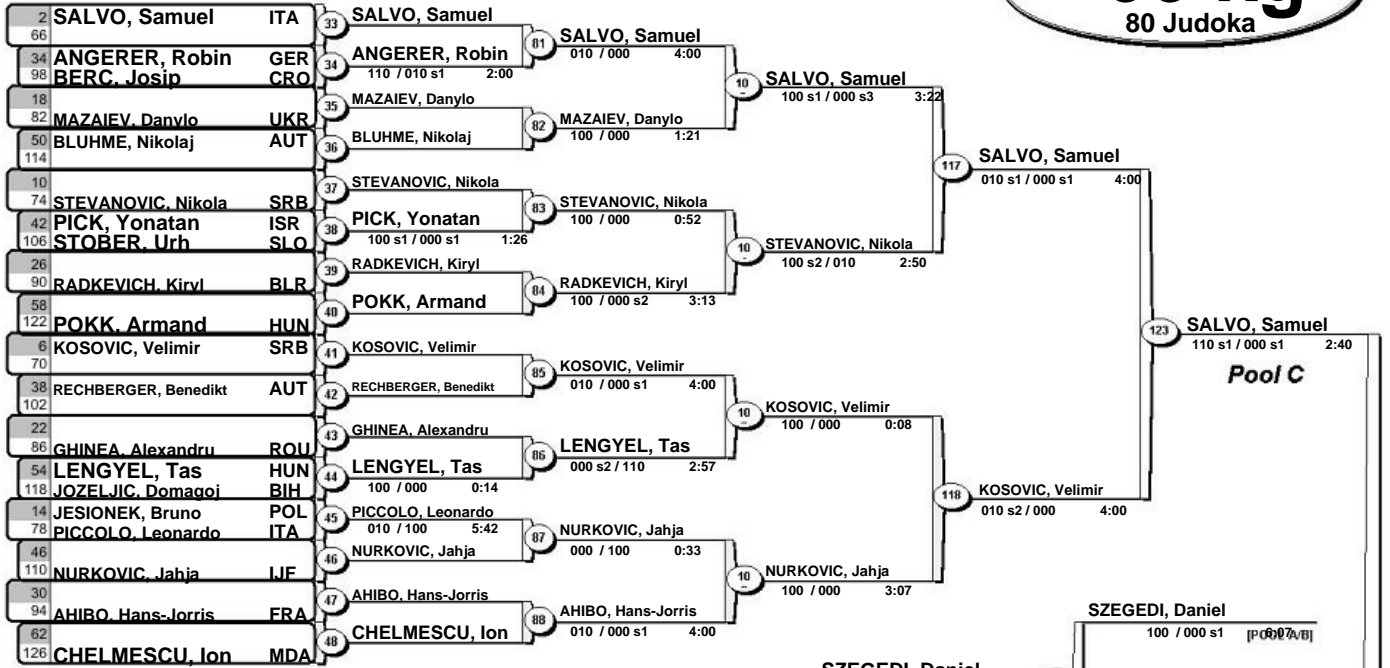 80 Judoka
2 SALVO, Samuel ITA
66
34 ANGERER, Robin GER
98 BERC, Josip CRO
18
82 MAZAIEV, Danylo UKR
50 BLUHME, Nikolaj AUT
114
10
74 STEVANOVIC, Nikola SRB
42 PICK, Yonatan ISR
106 STOBER, Urh SLO
26
90 RADKEVICH, Kiryl BLR
58
122 POKK, Armand HUN
6 KOSOVIC, Velimir SRB
70
38 RECHBERGER, Benedikt AUT
102
22
86 GHINEA, Alexandru ROU
54 LENGYEL, Tas HUN
118 JOZELJIC, Domagoj BIH
14 JESIONEK, Bruno POL
78 PICCOLO, Leonardo ITA
46
110 NURKOVIC, Jahja IJF
30
94 AHIBO, Hans-Jorris FRA
62
126 CHELMESCU, Ion MDA
33 SALVO, Samuel
34 ANGERER, Robin
110 / 010 s1 2:00
35 MAZAIEV, Danylo
36 BLUHME, Nikolaj
37 STEVANOVIC, Nikola
38 PICK, Yonatan
100 s1 / 000 s1 1:26
39 RADKEVICH, Kiryl
40 POKK, Armand
41 KOSOVIC, Velimir
42 RECHBERGER, Benedikt
43 GHINEA, Alexandru
44 LENGYEL, Tas
100 / 000 0:14
45 PICCOLO, Leonardo
010 / 100 5:42
46 NURKOVIC, Jahja
47 AHIBO, Hans-Jorris
48 CHELMESCU, Ion
81 SALVO, Samuel
010 / 000 4:00
82 MAZAIEV, Danylo
100 / 000 1:21
83 STEVANOVIC, Nikola
100 / 000 0:52
84 RADKEVICH, Kiryl
100 / 000 s2 3:13
85 KOSOVIC, Velimir
010 / 000 s1 4:00
86 LENGYEL, Tas
000 s2 / 110 2:57
87 NURKOVIC, Jahja
000 / 100 0:33
88 AHIBO, Hans-Jorris
010 / 000 s1 4:00
10 SALVO, Samuel
100 s1 / 000 s3 3:22
10 STEVANOVIC, Nikola
100 s2 / 010 2:50
10 KOSOVIC, Velimir
100 / 000 0:08
10 NURKOVIC, Jahja
100 / 000 3:07
117 SALVO, Samuel
010 s1 / 000 s1 4:00
118 KOSOVIC, Velimir
010 s2 / 000 4:00
123 SALVO, Samuel
110 s1 / 000 s1 2:40
Pool C
SZEGEDI, Daniel
100 / 000 s1 6:07 [POOL A/B]
SZEGEDI, Daniel